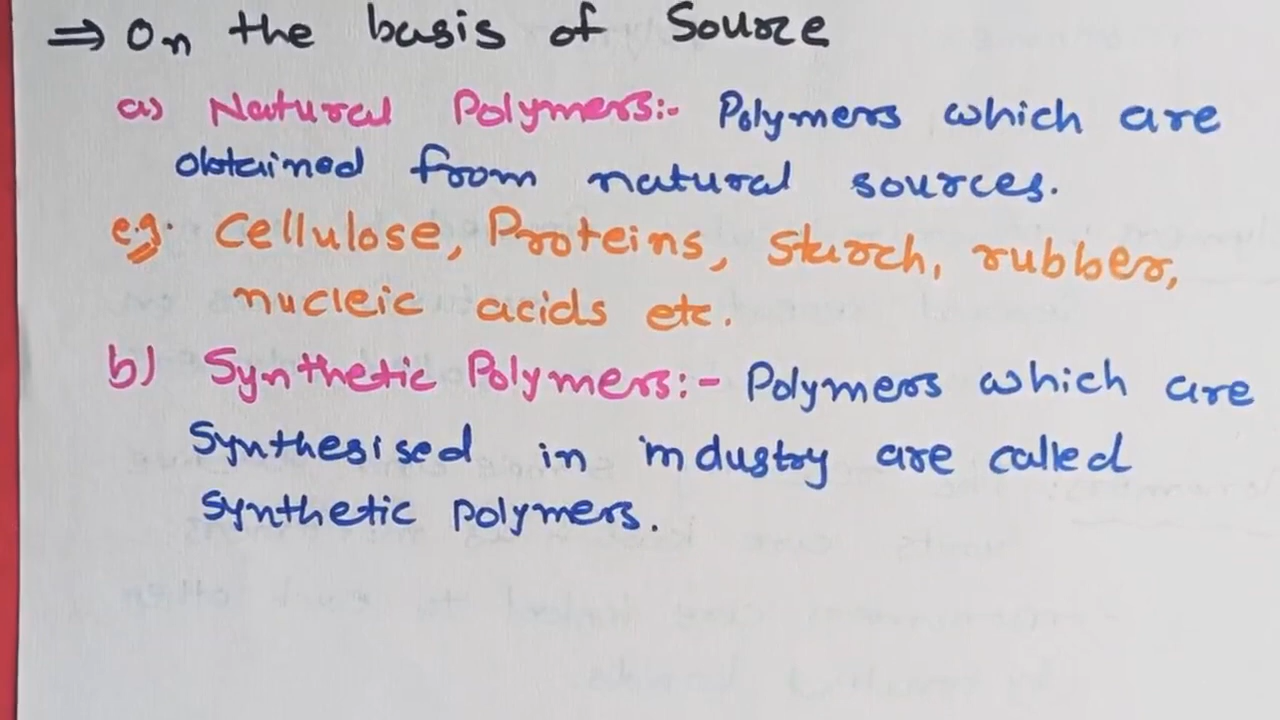 ⇒ On the basis of Source
a) Natural Polymers:- Polymers which are
obtained from natural sources.
e.g. Cellulose, Proteins, Starch, rubber,
nucleic acids etc.
b) Synthetic Polymers:- Polymers which are
Synthesised in industry are called
Synthetic polymers.